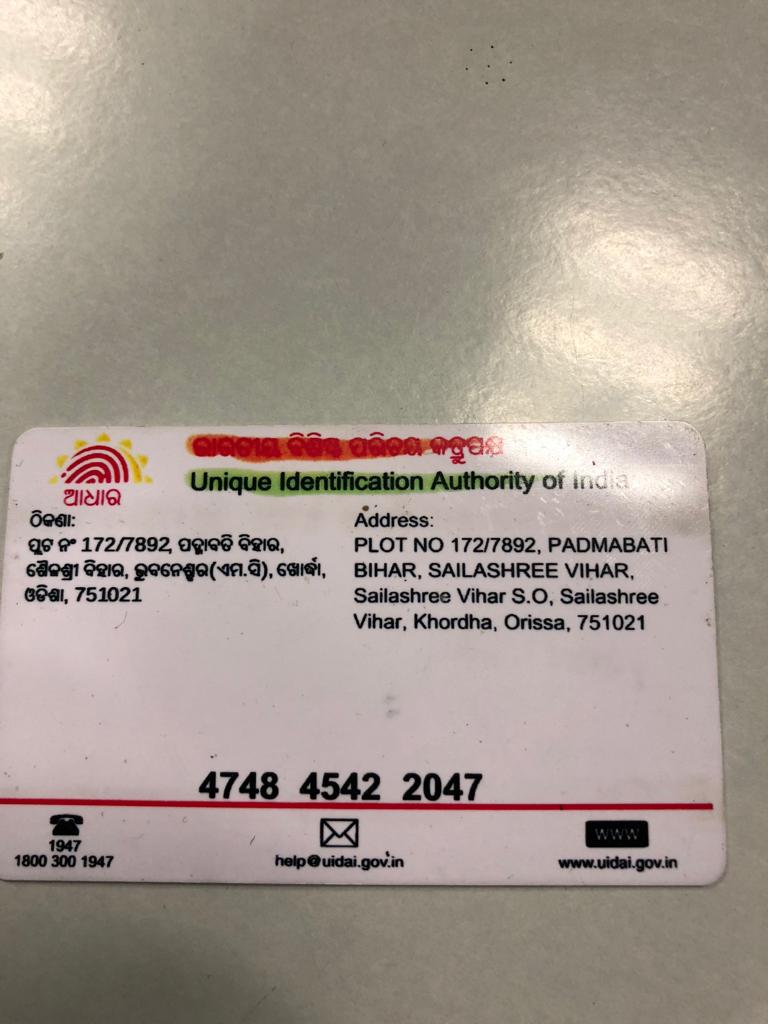 ଭାରତୀୟ ବିଶିଷ୍ଟ ପରିଚୟ କର୍ତ୍ତୃପକ୍ଷ
Unique Identification Authority of India
ଆଧାର
ଠିକଣା:
ପ୍ଲଟ ନଂ 172/7892, ପଦ୍ମାବତି ବିହାର,
ଶୈଳଶ୍ରୀ ବିହାର, ଭୁବନେଶ୍ବର(ଏମ.ସି), ଖୋର୍ଦ୍ଧା,
ଓଡିଶା, 751021
Address:
PLOT NO 172/7892, PADMABATI
BIHAR, SAILASHREE VIHAR,
Sailashree Vihar S.O, Sailashree
Vihar, Khordha, Orissa, 751021
4748 4542 2047
1947
1800 300 1947
help@uidai.gov.in
WWW
www.uidai.gov.in